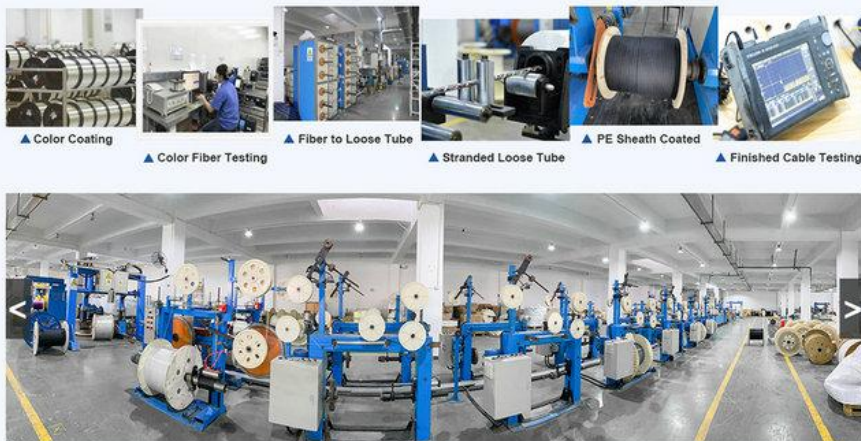 ▲ Color Coating
▲ Color Fiber Testing
▲ Fiber to Loose Tube
▲ Stranded Loose Tube
▲ PE Sheath Coated
▲ Finished Cable Testing
< >